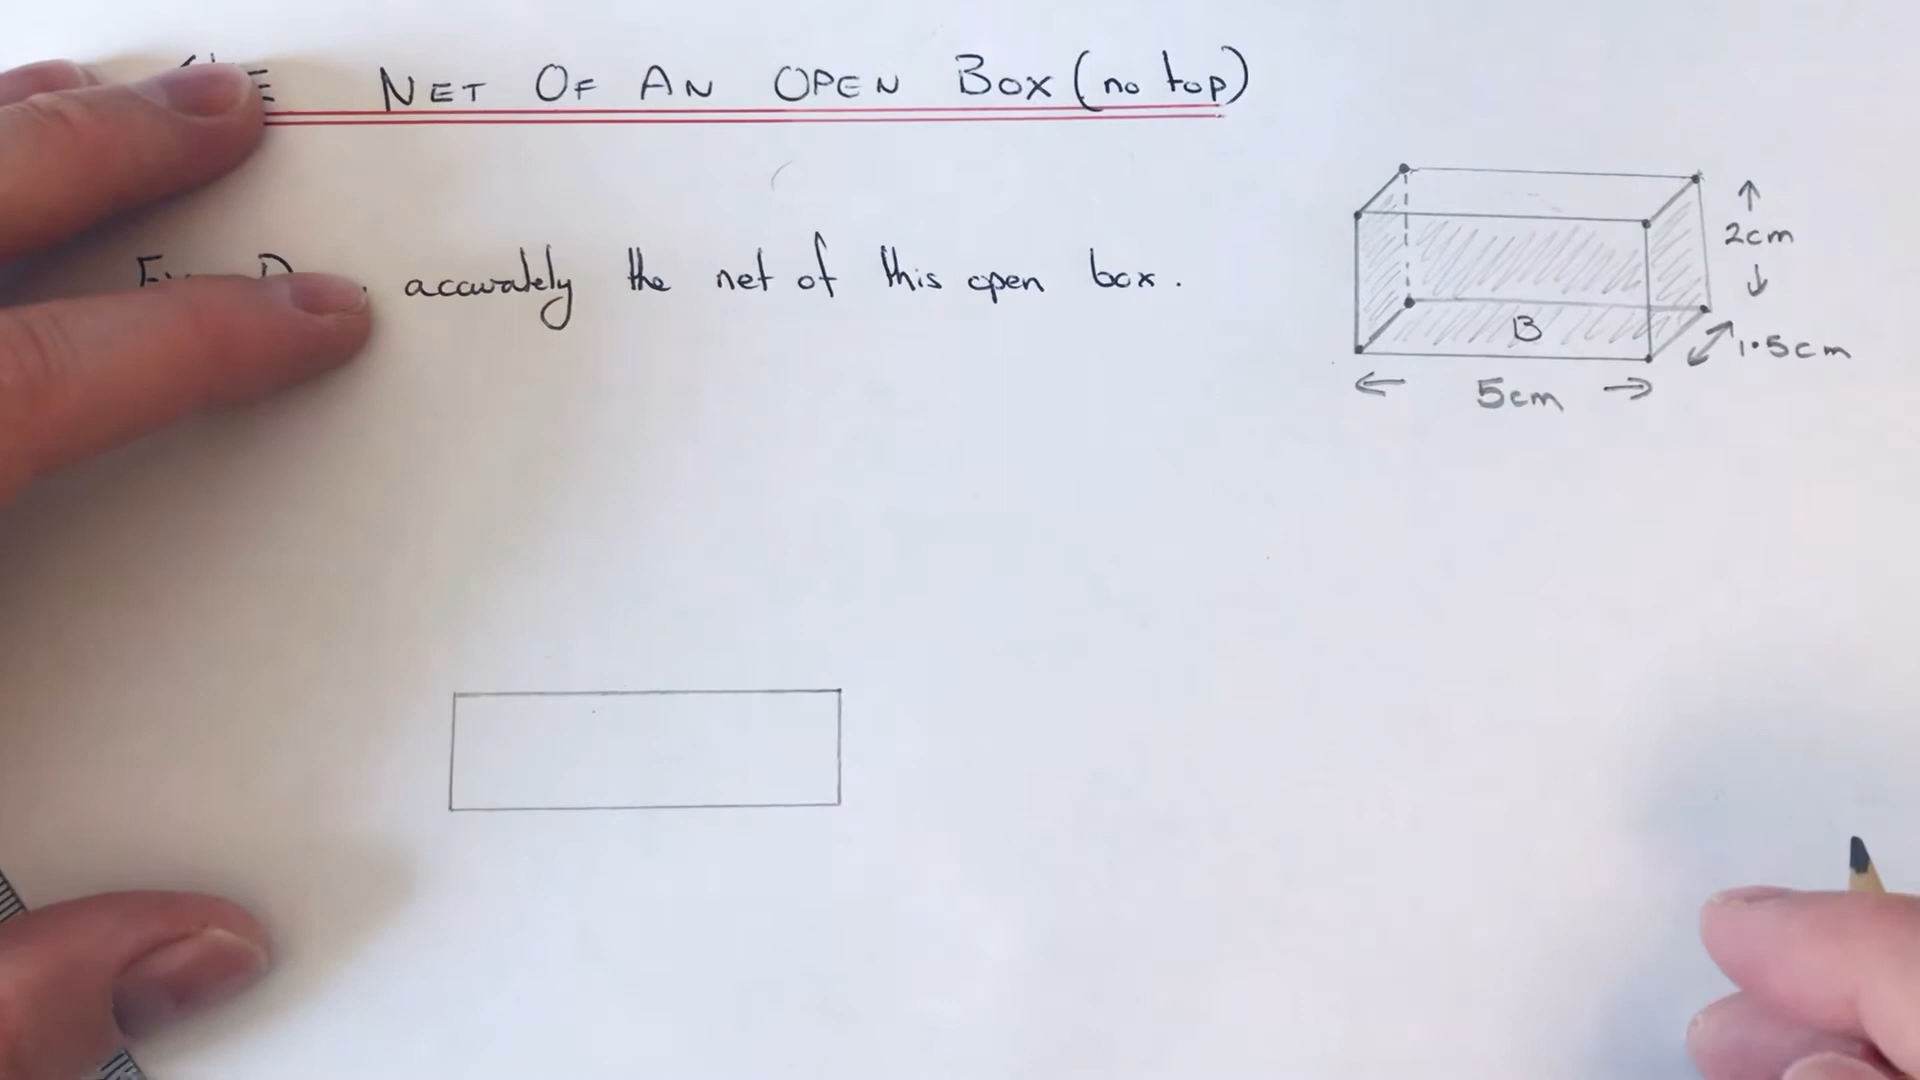 NET OF AN OPEN BOX (no top)
accurately the net of this open box.
2cm
B
1.5cm
5cm